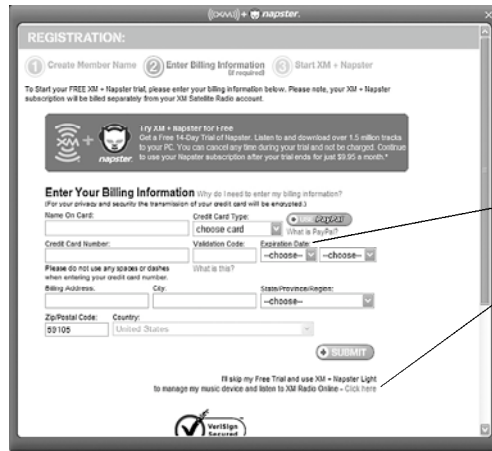 ((XM)) + napster.
REGISTRATION:
1 Create Member Name 2 Enter Billing Information (if required) 3 Start XM + Napster
To Start your FREE XM + Napster trial, please enter your billing information below. Please note, your XM + Napster
subscription will be billed separately from your XM Satellite Radio account.
XM + napster.
Try XM + Napster for Free
Get a Free 14-Day Trial of Napster. Listen to and download over 1.5 million tracks
to your PC. You can cancel any time during your trial and not be charged. Continue
to use your Napster subscription after your trial ends for just $9.95 a month.*
Enter Your Billing Information Why do I need to enter my billing information?
(For your privacy and security the transmission of your credit card will be encrypted.)
Name On Card: Credit Card Type:
choose card PayPal
What is PayPal?
Credit Card Number: Validation Code: Expiration Date:
--choose-- --choose--
Please do not use any spaces or dashes What is this?
when entering your credit card number.
Billing Address: City: State/Province/Region:
--choose--
Zip/Postal Code: Country:
59105 United States
SUBMIT
I'll skip my Free Trial and use XM + Napster Light
to manage my music device and listen to XM Radio Online - Click here
VeriSign
Secured